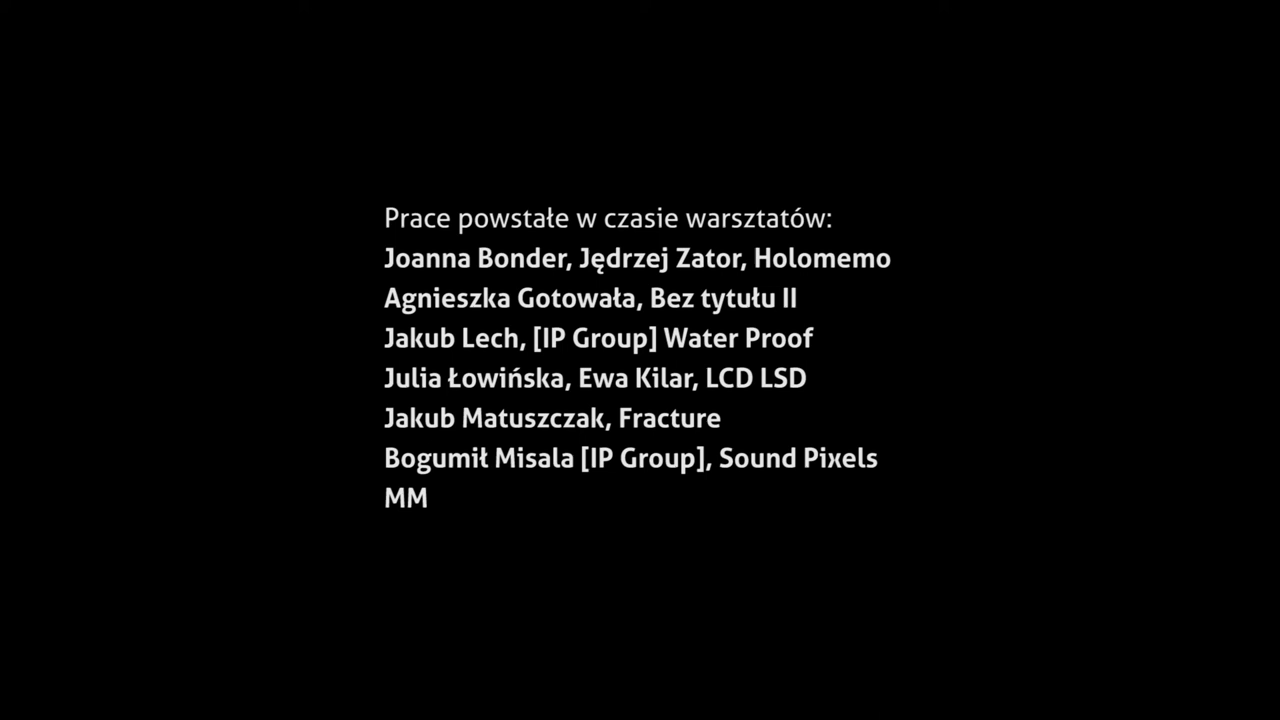 Prace powstałe w czasie warsztatów:
Joanna Bonder, Jędrzej Zator, Holomemo
Agnieszka Gotowała, Bez tytułu II
Jakub Lech, [IP Group] Water Proof
Julia Łowińska, Ewa Kilar, LCD LSD
Jakub Matuszczak, Fracture
Bogumił Misala [IP Group], Sound Pixels
MM